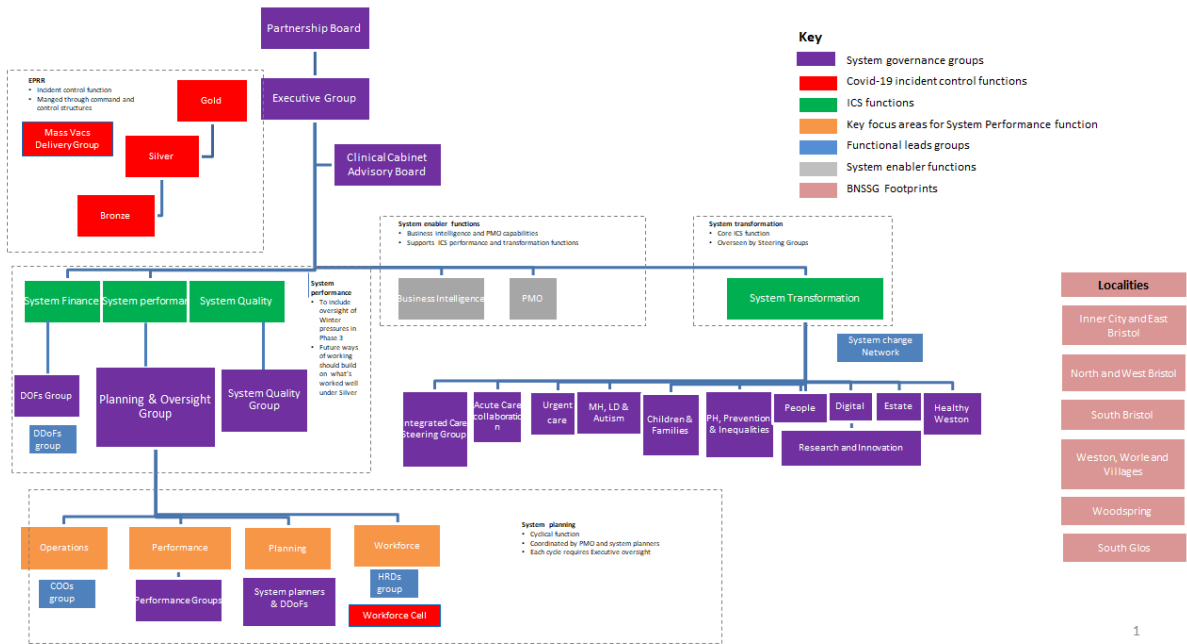 Partnership Board
Executive Group
Clinical Cabinet
Advisory Board
EPRR
• Incident control function
• Manged through command and
control structures
Gold
Mass Vacs
Delivery Group
Silver
Bronze
Key
System governance groups
Covid-19 incident control functions
ICS functions
Key focus areas for System Performance function
Functional leads groups
System enabler functions
BNSSG Footprints
System enabler functions
• Business intelligence and PMO capabilities
• Supports ICS performance and transformation functions
System transformation
• Core ICS function
• Overseen by Steering Groups
System Finance
System performan
System Quality
System
performance
• To include
oversight of
Winter
pressures in
Phase 3
• Future ways
of working
should build
on what's
worked well
under Silver
Business Intelligence
PMO
System Transformation
System change
Network
DOFs Group
DDoFs
group
Planning & Oversight
Group
System Quality
Group
Integrated Care
Steering Group
Acute Care
collaboratio
n
Urgent
care
MH, LD &
Autism
Children &
Families
PH, Prevention
& Inequalities
People
Digital
Estate
Healthy
Weston
Research and Innovation
Localities
Inner City and East
Bristol
North and West Bristol
South Bristol
Weston, Worle and
Villages
Woodspring
South Glos
System planning
• Cyclical function
• Coordinated by PMO and system planners
• Each cycle requires Executive oversight
Operations
Performance
Planning
Workforce
COOs
group
Performance Groups
System planners
& DDoFs
HRDs
group
Workforce Cell
1